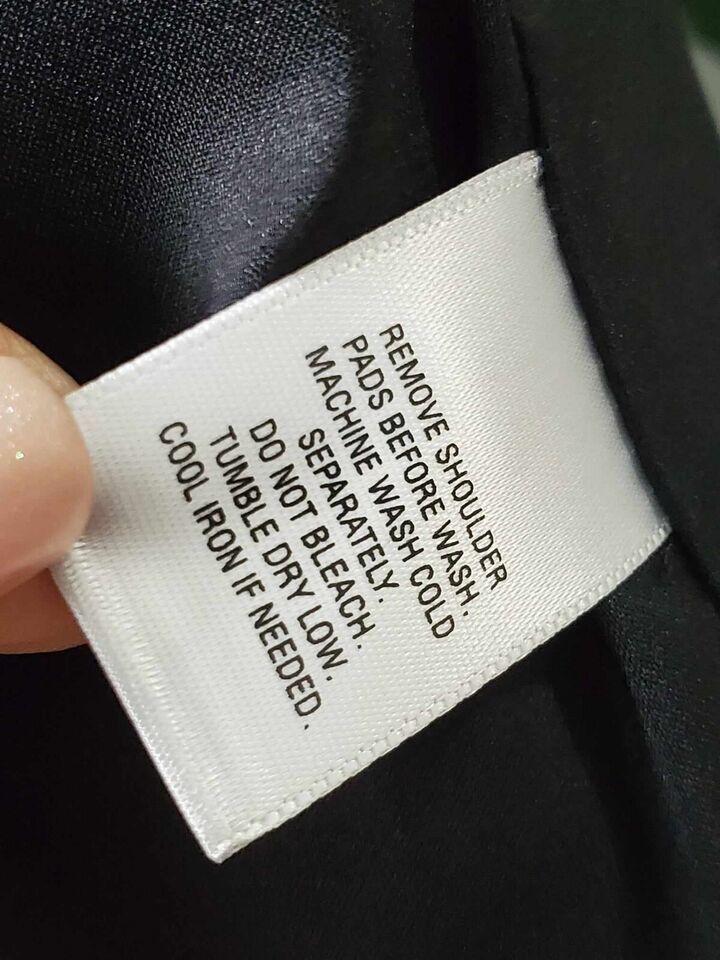 REMOVE SHOULDER
PADS BEFORE WASH.
MACHINE WASH COLD
SEPARATELY.
DO NOT BLEACH.
TUMBLE DRY LOW.
COOL IRON IF NEEDED.